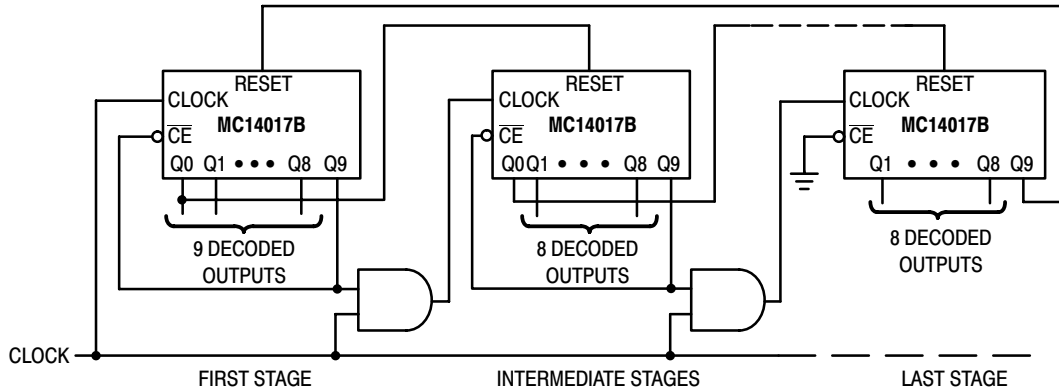 RESET RESET RESET
CLOCK CLOCK CLOCK
MC14017B MC14017B MC14017B
CE CE CE
Q0 Q1 • • • Q8 Q9 Q0 Q1 • • • Q8 Q9 Q1 • • • Q8 Q9
9 DECODED 8 DECODED 8 DECODED
OUTPUTS OUTPUTS OUTPUTS
CLOCK
FIRST STAGE INTERMEDIATE STAGES LAST STAGE